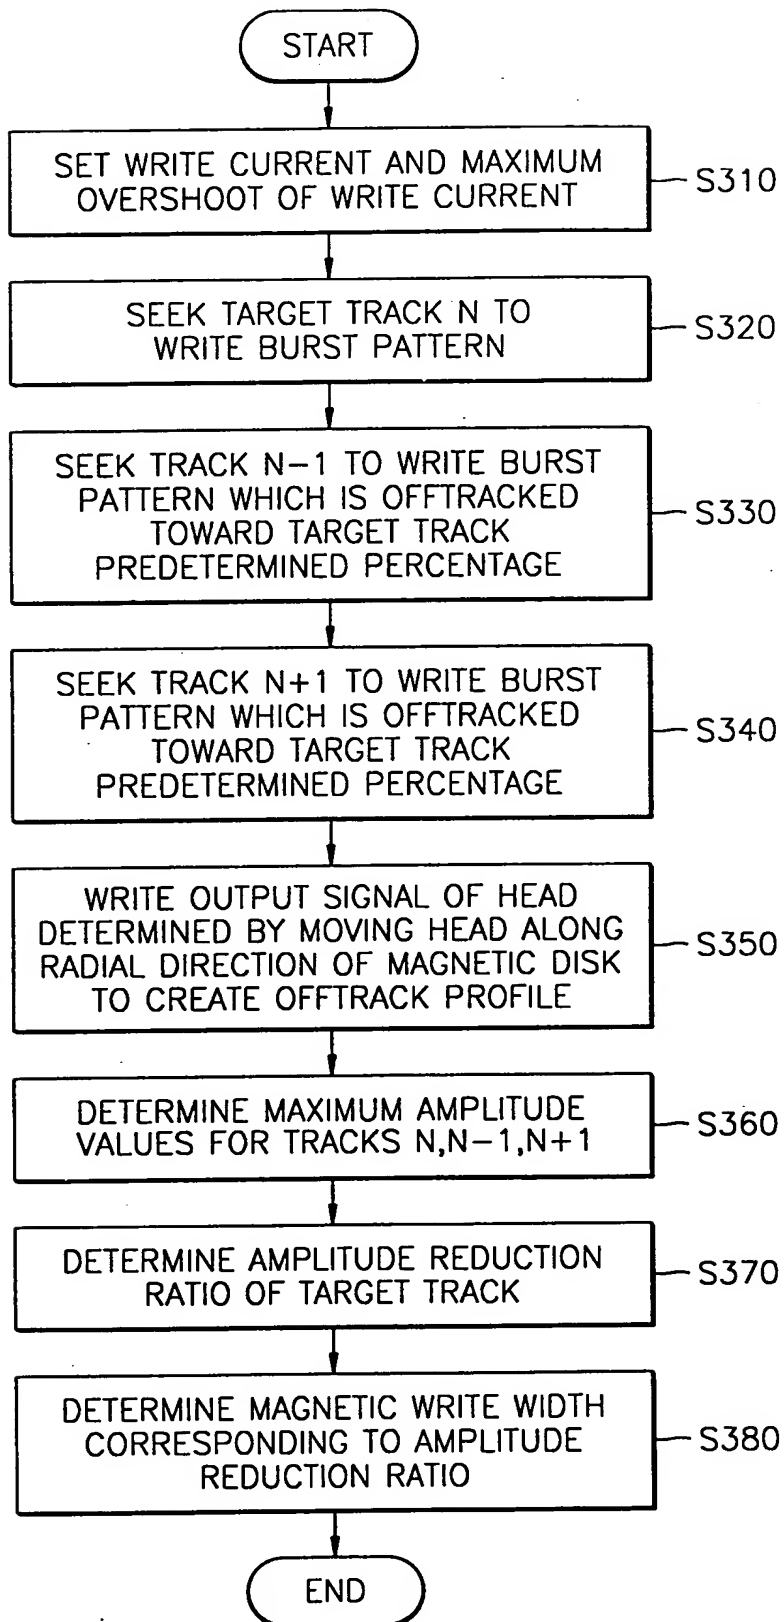 START
SET WRITE CURRENT AND MAXIMUM
OVERSHOOT OF WRITE CURRENT
S310
SEEK TARGET TRACK N TO
WRITE BURST PATTERN
S320
SEEK TRACK N-1 TO WRITE BURST
PATTERN WHICH IS OFFTRACKED
TOWARD TARGET TRACK
PREDETERMINED PERCENTAGE
S330
SEEK TRACK N+1 TO WRITE BURST
PATTERN WHICH IS OFFTRACKED
TOWARD TARGET TRACK
PREDETERMINED PERCENTAGE
S340
WRITE OUTPUT SIGNAL OF HEAD
DETERMINED BY MOVING HEAD ALONG
RADIAL DIRECTION OF MAGNETIC DISK
TO CREATE OFFTRACK PROFILE
S350
DETERMINE MAXIMUM AMPLITUDE
VALUES FOR TRACKS N,N-1,N+1
S360
DETERMINE AMPLITUDE REDUCTION
RATIO OF TARGET TRACK
S370
DETERMINE MAGNETIC WRITE WIDTH
CORRESPONDING TO AMPLITUDE
REDUCTION RATIO
S380
END